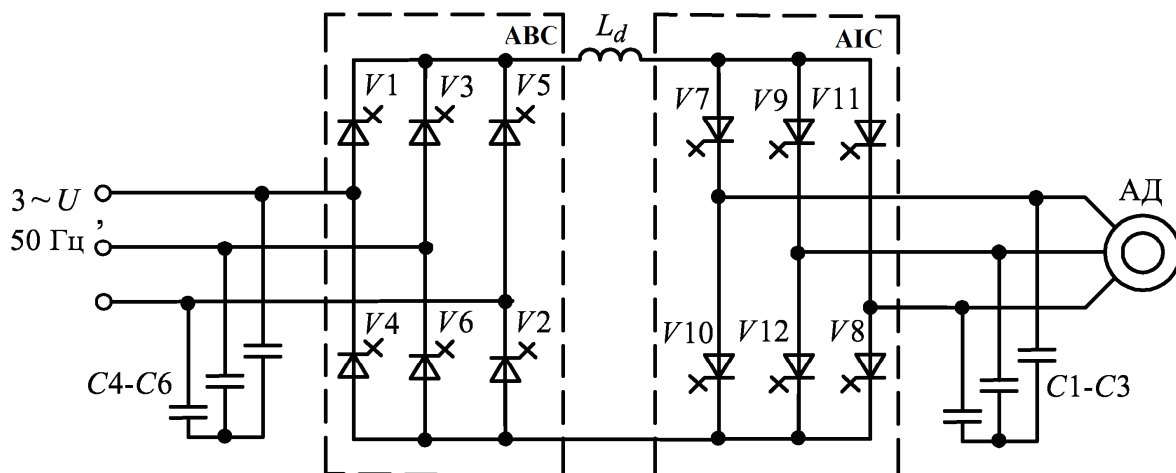 ABC
L_d
AIC
V1
V3
V5
V7
V9
V11
3~U,
50 Гц
АД
V4
V6
V2
V10
V12
V8
C4-C6
C1-C3